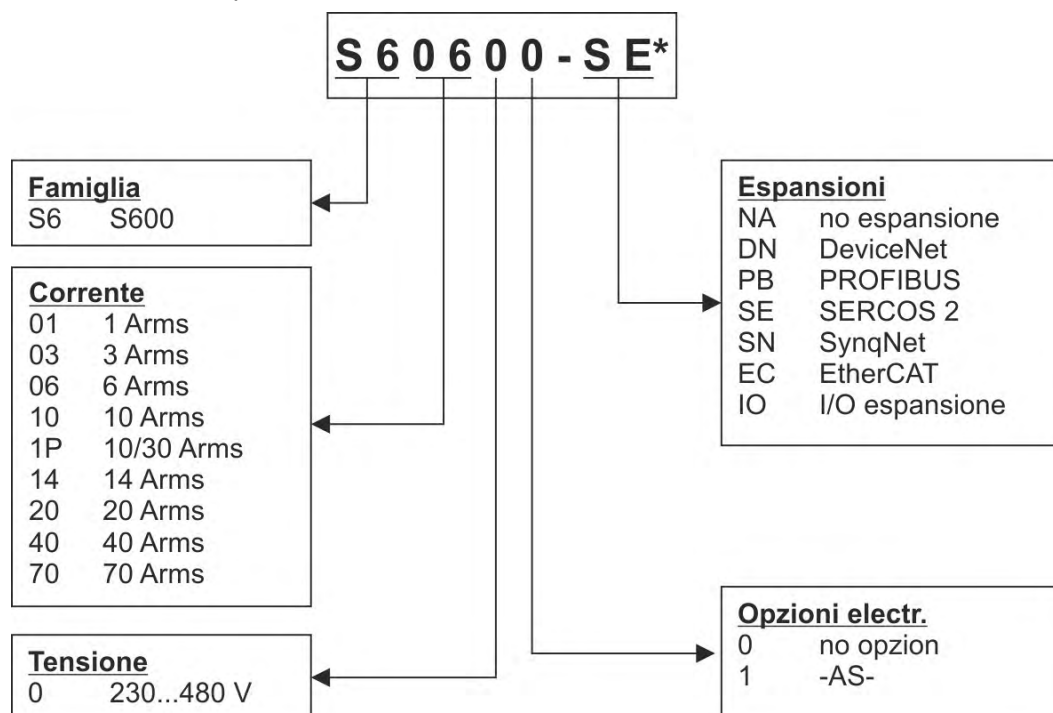 S 6 0 6 0 0 - S E*
Famiglia
S6 S600
Corrente
01 1 Arms
03 3 Arms
06 6 Arms
10 10 Arms
1P 10/30 Arms
14 14 Arms
20 20 Arms
40 40 Arms
70 70 Arms
Tensione
0 230...480 V
Espansioni
NA no espansione
DN DeviceNet
PB PROFIBUS
SE SERCOS 2
SN SynqNet
EC EtherCAT
IO I/O espansione
Opzioni electr.
0 no opzion
1 -AS-